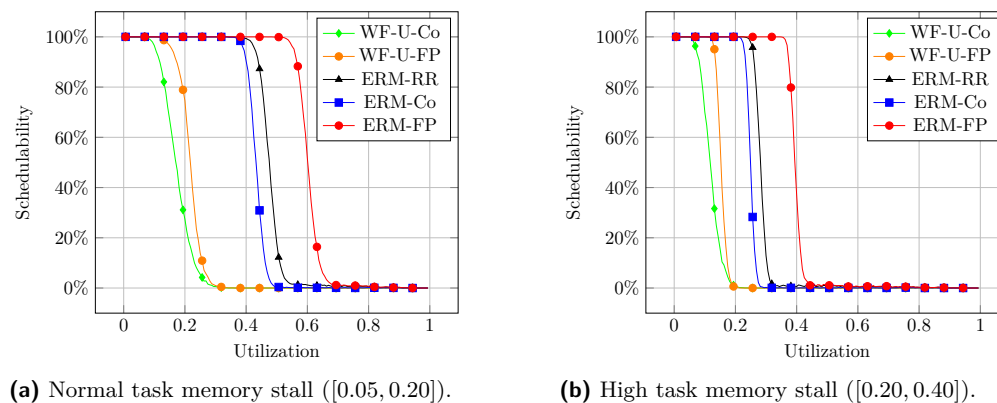 100%
80%
60%
40%
20%
0%
Schedulability
0 0.2 0.4 0.6 0.8 1
Utilization
WF-U-Co
WF-U-FP
ERM-RR
ERM-Co
ERM-FP
(a) Normal task memory stall ([0.05, 0.20]).
100%
80%
60%
40%
20%
0%
Schedulability
0 0.2 0.4 0.6 0.8 1
Utilization
WF-U-Co
WF-U-FP
ERM-RR
ERM-Co
ERM-FP
(b) High task memory stall ([0.20, 0.40]).